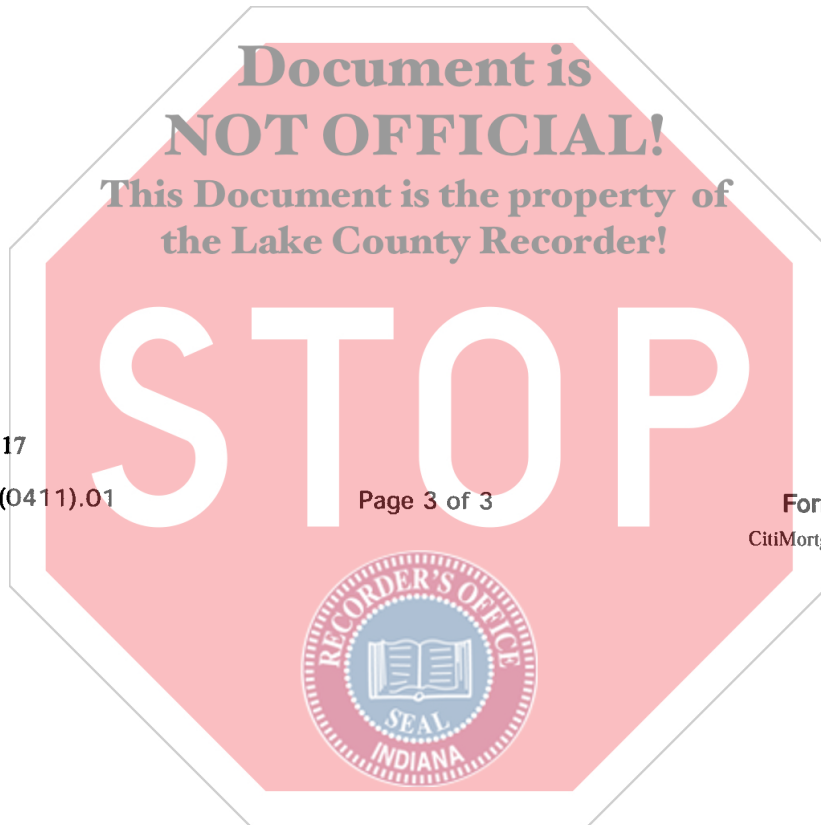 Document is
NOT OFFICIAL!
This Document is the property of
the Lake County Recorder!
STOP
17
(0411).01
Page 3 of 3
For
CitiMort
RECORDER'S OFFICE
SEAL
INDIANA